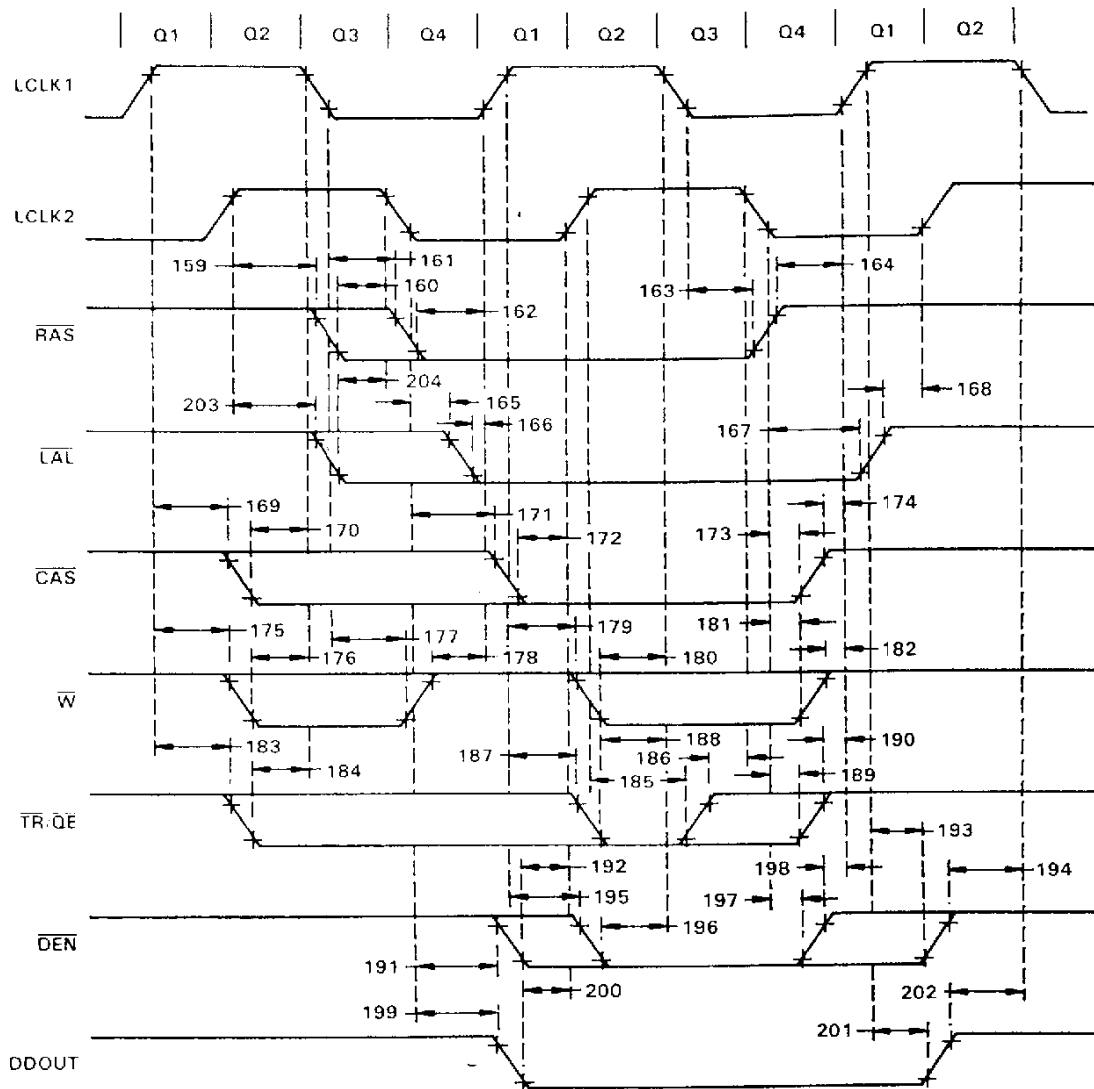 Q1 Q2 Q3 Q4 Q1 Q2 Q3 Q4 Q1 Q2
LCLK1
LCLK2
159 161 164
160 163
162
RAS
204 168
203 165
166 167
LAL
169 171 174
170 172 173
CAS
175 177 179 181
176 178 180 182
W
183 187 188 190
184 186
185 189
TR/QE
193
192 198 194
195 197
196
DEN
191
200 202
199
201
DDOUT